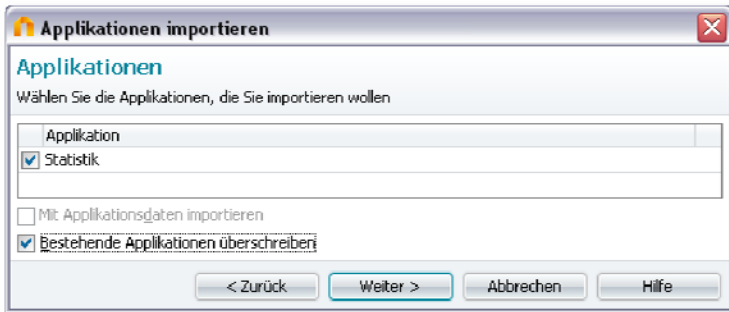 Applikationen importieren
Applikationen
Wählen Sie die Applikationen, die Sie importieren wollen
Applikation
Statistik
Mit Applikationsdaten importieren
Bestehende Applikationen überschreiben
< Zurück Weiter > Abbrechen Hilfe